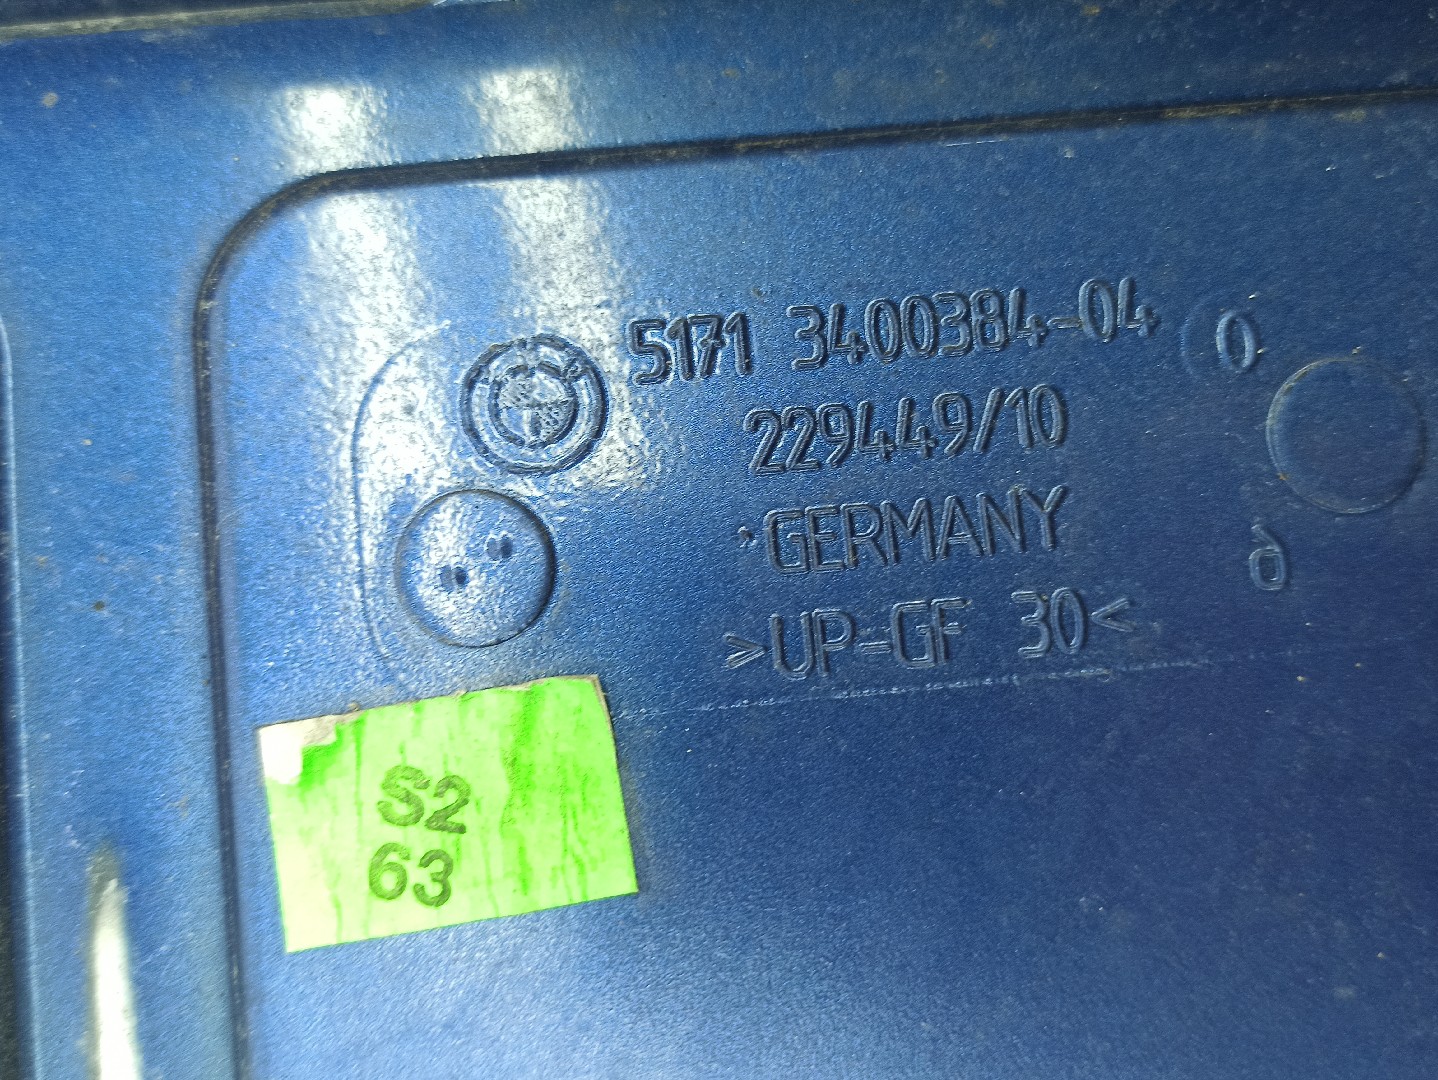 5171 3400384-04
229449/10
GERMANY
>UP-GF 30<
S2
63